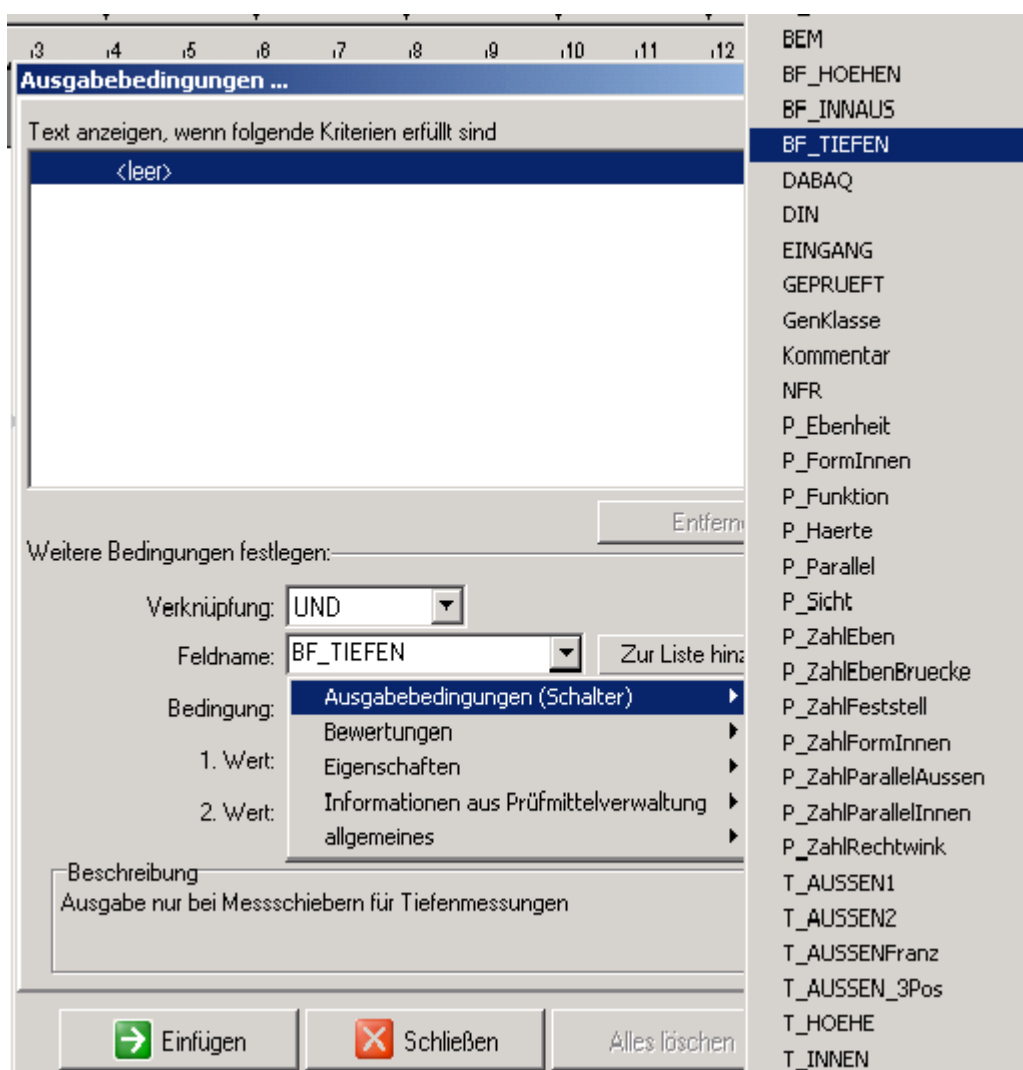 3 4 5 6 7 8 9 10 11 12
Ausgabebedingungen ...
Text anzeigen, wenn folgende Kriterien erfüllt sind
<leer>
Entfern
Weitere Bedingungen festlegen:
Verknüpfung: UND
Feldname: BF_TIEFEN Zur Liste hinz
Bedingung:
1. Wert:
2. Wert:
Ausgabebedingungen (Schalter)
Bewertungen
Eigenschaften
Informationen aus Prüfmittelverwaltung
allgemeines
Beschreibung
Ausgabe nur bei Messschiebern für Tiefenmessungen
Einfügen Schließen Alles löschen
BEM
BF_HOEHEN
BF_INNAUS
BF_TIEFEN
DABAQ
DIN
EINGANG
GEPRUEFT
GenKlasse
Kommentar
NFR
P_Ebenheit
P_FormInnen
P_Funktion
P_Haerte
P_Parallel
P_Sicht
P_ZahlEben
P_ZahlEbenBruecke
P_ZahlFeststell
P_ZahlFormInnen
P_ZahlParallelAussen
P_ZahlParallelInnen
P_ZahlRechtwink
T_AUSSEN1
T_AUSSEN2
T_AUSSENFranz
T_AUSSEN_3Pos
T_HOEHE
T_INNEN